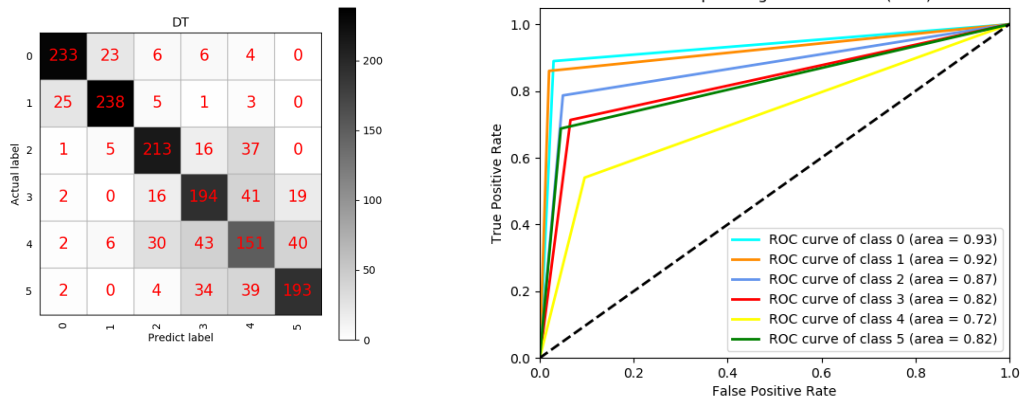 DT
0 233 23 6 6 4 0
1 25 238 5 1 3 0
2 1 5 213 16 37 0
3 2 0 16 194 41 19
4 2 6 30 43 151 40
5 2 0 4 34 39 193
0 1 2 3 4 5
Actual label
Predict label
200
150
100
50
0
1.0
0.8
0.6
0.4
0.2
0.0
True Positive Rate
ROC curve of class 0 (area = 0.93)
ROC curve of class 1 (area = 0.92)
ROC curve of class 2 (area = 0.87)
ROC curve of class 3 (area = 0.82)
ROC curve of class 4 (area = 0.72)
ROC curve of class 5 (area = 0.82)
0.0 0.2 0.4 0.6 0.8 1.0
False Positive Rate